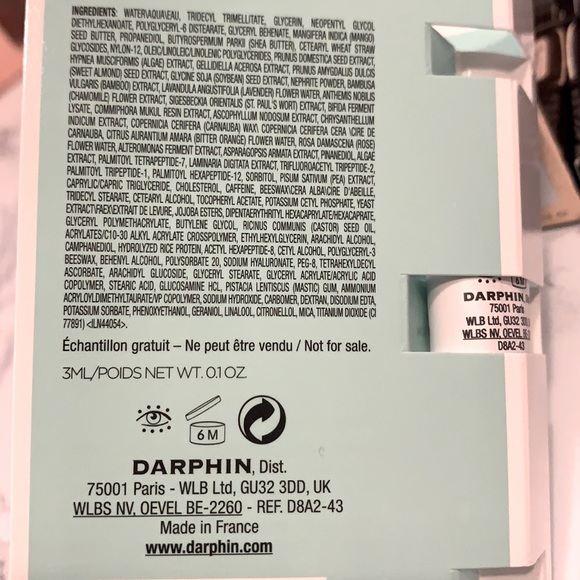 INGREDIENTS: WATER\AQUA\EAU, TRIDECYL TRIMELLITATE, GLYCERIN, NEOPENTYL GLYCOL
DIETHYLHEXANOATE, POLYGLYCERYL-6 DISTEARATE, GLYCERYL BEHENATE, MANGIFERA INDICA (MANGO)
SEED BUTTER, PROPANEDIOL, BUTYROSPERMUM PARKII (SHEA BUTTER), CETEARYL WHEAT STRAW
GLYCOSIDES, NYLON-12, OLEIC/LINOLEIC/LINOLENIC POLYGLYCERIDES, PRUNUS DOMESTICA SEED EXTRACT,
HYPNEA MUSCIFORMIS (ALGAE) EXTRACT, GELLIDIELLA ACEROSA EXTRACT, PRUNUS AMYGDALUS DULCIS
(SWEET ALMOND) SEED EXTRACT, GLYCINE SOJA (SOYBEAN) SEED EXTRACT, NEPHRITE POWDER, BAMBUSA
VULGARIS (BAMBOO) EXTRACT, LAVANDULA ANGUSTIFOLIA (LAVENDER) FLOWER WATER, ANTHEMIS NOBILIS
(CHAMOMILE) FLOWER EXTRACT, SIGESBECKIA ORIENTALIS (ST. PAUL'S WORT) EXTRACT, BIFIDA FERMENT
LYSATE, COMMIPHORA MUKUL RESIN EXTRACT, ASCOPHYLLUM NODOSUM EXTRACT, CHRYSANTHELLUM
INDICUM EXTRACT, COPERNICIA CERIFERA (CARNAUBA) WAX\ COPERNICIA CERIFERA CERA \CIRE DE
CARNAUBA, CITRUS AURANTIUM AMARA (BITTER ORANGE) FLOWER WATER, ROSA DAMASCENA (ROSE)
FLOWER WATER, ALTEROMONAS FERMENT EXTRACT, ASPARAGOPSIS ARMATA EXTRACT, PINANEDIOL, ALGAE
EXTRACT, PALMITOYL TETRAPEPTIDE-7, LAMINARIA DIGITATA EXTRACT, TRIFLUOROACETYL TRIPEPTIDE-2,
PALMITOYL TRIPEPTIDE-1, PALMITOYL HEXAPEPTIDE-12, SORBITOL, PISUM SATIVUM (PEA) EXTRACT,
CAPRYLIC/CAPRIC TRIGLYCERIDE, CHOLESTEROL, CAFFEINE, BEESWAX\CERA ALBA\CIRE D'ABEILLE,
TRIDECYL STEARATE, CETEARYL ALCOHOL, TOCOPHERYL ACETATE, POTASSIUM CETYL PHOSPHATE, YEAST
EXTRACT\FAEX\EXTRAIT DE LEVURE, JOJOBA ESTERS, DIPENTAERYTHRITYL HEXACAPRYLATE/HEXACAPRATE,
GLYCERYL POLYMETHACRYLATE, BUTYLENE GLYCOL, RICINUS COMMUNIS (CASTOR) SEED OIL,
ACRYLATES/C10-30 ALKYL ACRYLATE CROSSPOLYMER, ETHYLHEXYLGLYCERIN, ARACHIDYL ALCOHOL,
CAMPHANEDIOL, HYDROLYZED RICE PROTEIN, ACETYL HEXAPEPTIDE-8, CETYL ALCOHOL, POLYGLYCERYL-3
BEESWAX, BEHENYL ALCOHOL, POLYSORBATE 20, SODIUM HYALURONATE, PEG-8, TETRAHEXYLDECYL
ASCORBATE, ARACHIDYL GLUCOSIDE, GLYCERYL STEARATE, GLYCERYL ACRYLATE/ACRYLIC ACID
COPOLYMER, STEARIC ACID, GLUCOSAMINE HCL, PISTACIA LENTISCUS (MASTIC) GUM, AMMONIUM
ACRYLOYLDIMETHYLTAURATE/VP COPOLYMER, SODIUM HYDROXIDE, CARBOMER, DEXTRAN, DISODIUM EDTA,
POTASSIUM SORBATE, PHENOXYETHANOL, GERANIOL, LINALOOL, CITRONELLOL, MICA, TITANIUM DIOXIDE (CI
77891) <ILN44054>.
Échantillon gratuit – Ne peut être vendu / Not for sale.
3ML/POIDS NET WT. 0.1 OZ.
6 M
DARPHIN, Dist.
75001 Paris - WLB Ltd, GU32 3DD, UK
WLBS NV, OEVEL BE-2260 - REF. D8A2-43
Made in France
www.darphin.com
6 M
DARPHIN,
75001 Paris
WLB Ltd, GU32 3DD,
WLBS NV, OEVEL B
D8A2-43